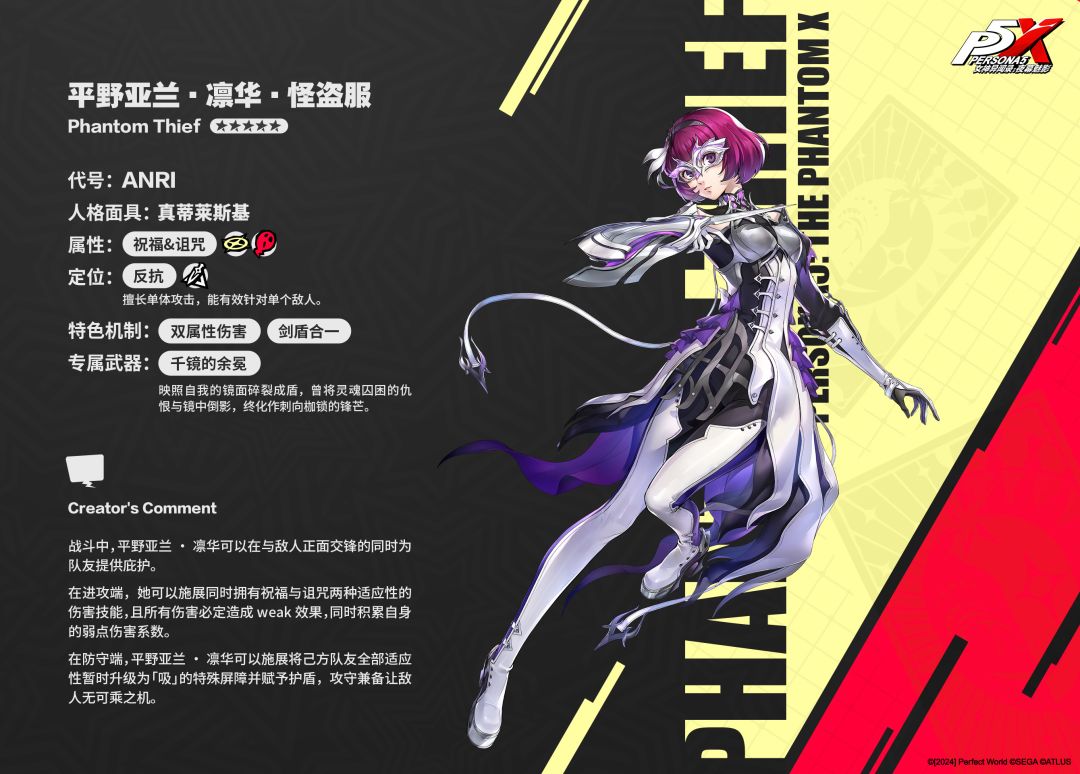 平野亚兰·凛华·怪盗服
Phantom Thief ★★★★★
代号：ANRI
人格面具：真蒂莱斯基
属性：祝福&诅咒
定位：反抗
擅长单体攻击，能有效针对单个敌人。
特色机制：双属性伤害 剑盾合一
专属武器：千镜的余冕
映照自我的镜面碎裂成盾，曾将灵魂囚困的仇
恨与镜中倒影，终化作刺向枷锁的锋芒。
Creator's Comment
战斗中，平野亚兰 · 凛华可以在与敌人正面交锋的同时为
队友提供庇护。
在进攻端，她可以施展同时拥有祝福与诅咒两种适应性的
伤害技能，且所有伤害必定造成 weak 效果，同时积累自身
的弱点伤害系数。
在防守端，平野亚兰 · 凛华可以施展将己方队友全部适应
性暂时升级为「吸」的特殊屏障并赋予护盾，攻守兼备让敌
人无可乘之机。
PHANTOM THIEF
PERSONA5: THE PHANTOM X
P5X
PERSONA5
女神异闻录：夜幕魅影
©[2024] Perfect World ©SEGA ©ATLUS